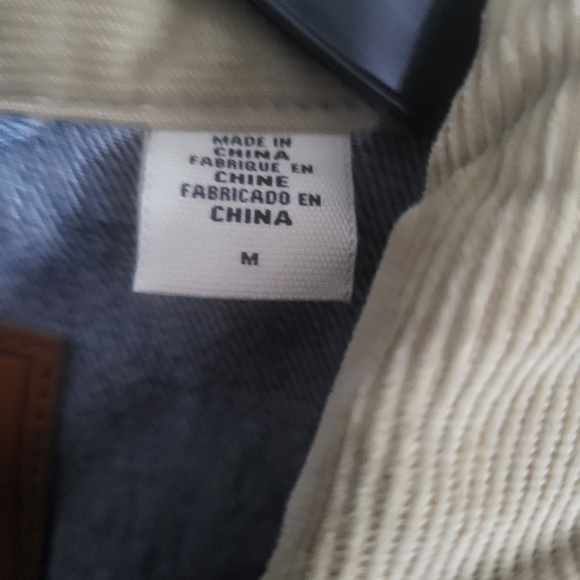 MADE IN
CHINA
FABRIQUE EN
CHINE
FABRICADO EN
CHINA
M